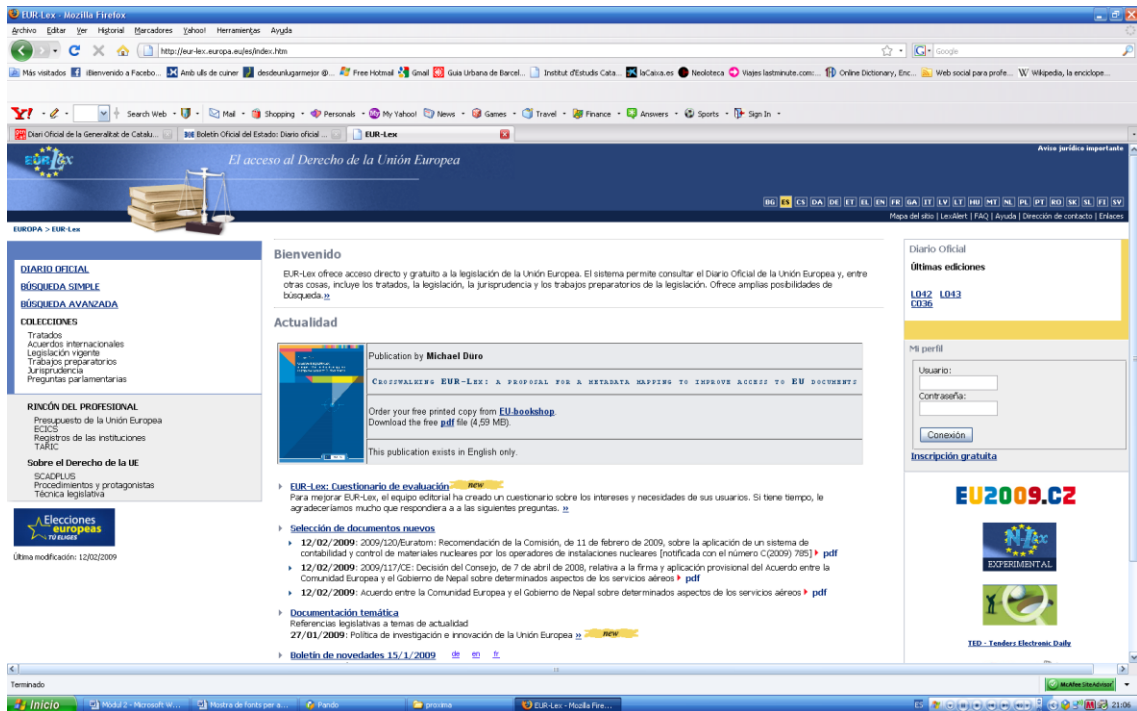 EUR-Lex - Mozilla Firefox
Archivo Editar Ver Historial Marcadores Yahoo! Herramientas Ayuda
http://eur-lex.europa.eu/es/index.htm
Google
Más visitados iBienvenido a Facebo... Amb ulls de cuiner desdeunlugarmejor @... Free Hotmail Gmail Guia Urbana de Barcel... Institut d'Estudis Cata... laCaixa.es Neoloteca Viajes lastminute.com:... Online Dictionary, Enc... Web social para profe... Wikipedia, la enciclope...
Y! Search Web Mail Shopping Personals My Yahoo! News Games Travel Finance Answers Sports Sign In
Diari Oficial de la Generalitat de Catalu... BOE Boletín Oficial del Estado: Diario oficial ... EUR-Lex
EUR-Lex
El acceso al Derecho de la Unión Europea
Aviso jurídico importante
BG ES CS DA DE ET EL EN FR GA IT LV LT HU MT NL PL PT RO SK SL FI SV
Mapa del sitio | LexAlert | FAQ | Ayuda | Dirección de contacto | Enlaces
EUROPA > EUR-Lex
DIARIO OFICIAL
BÚSQUEDA SIMPLE
BÚSQUEDA AVANZADA
COLECCIONES
Tratados
Acuerdos internacionales
Legislación vigente
Trabajos preparatorios
Jurisprudencia
Preguntas parlamentarias
RINCÓN DEL PROFESIONAL
Presupuesto de la Unión Europea
ECICS
Registros de las instituciones
TARIC
Sobre el Derecho de la UE
SCADPLUS
Procedimientos y protagonistas
Técnica legislativa
Elecciones
europeas
TÚ ELIGES
Última modificación: 12/02/2009
Bienvenido
EUR-Lex ofrece acceso directo y gratuito a la legislación de la Unión Europea. El sistema permite consultar el Diario Oficial de la Unión Europea y, entre
otras cosas, incluye los tratados, la legislación, la jurisprudencia y los trabajos preparatorios de la legislación. Ofrece amplias posibilidades de
búsqueda.»
Actualidad
Publication by Michael Düro
CROSSWALKING EUR-LEX: A PROPOSAL FOR A METADATA MAPPING TO IMPROVE ACCESS TO EU DOCUMENTS
Order your free printed copy from EU-bookshop.
Download the free pdf file (4,59 MB).
This publication exists in English only.
EUR-Lex: Cuestionario de evaluación new
Para mejorar EUR-Lex, el equipo editorial ha creado un cuestionario sobre los intereses y necesidades de sus usuarios. Si tiene tiempo, le
agradeceríamos mucho que respondiera a a las siguientes preguntas. »
Selección de documentos nuevos
12/02/2009: 2009/120/Euratom: Recomendación de la Comisión, de 11 de febrero de 2009, sobre la aplicación de un sistema de
contabilidad y control de materiales nucleares por los operadores de instalaciones nucleares [notificada con el número C(2009) 785] pdf
12/02/2009: 2009/117/CE: Decisión del Consejo, de 7 de abril de 2008, relativa a la firma y aplicación provisional del Acuerdo entre la
Comunidad Europea y el Gobierno de Nepal sobre determinados aspectos de los servicios aéreos pdf
12/02/2009: Acuerdo entre la Comunidad Europea y el Gobierno de Nepal sobre determinados aspectos de los servicios aéreos pdf
Documentación temática
Referencias legislativas a temas de actualidad
27/01/2009: Política de investigación e innovación de la Unión Europea » new
Boletín de novedades 15/1/2009 de en fr
Diario Oficial
Últimas ediciones
L042 L043
C036
Mi perfil
Usuario:
Contraseña:
Conexión
Inscripción gratuita
EU2009.CZ
N-Lex
EXPERIMENTAL
TED - Tenders Electronic Daily
Terminado
McAfee SiteAdvisor
Inicio Mòdul 2 - Microsoft W... Mostra de fonts per a... Pando proxima EUR-Lex - Mozilla Fire... ES 21:06